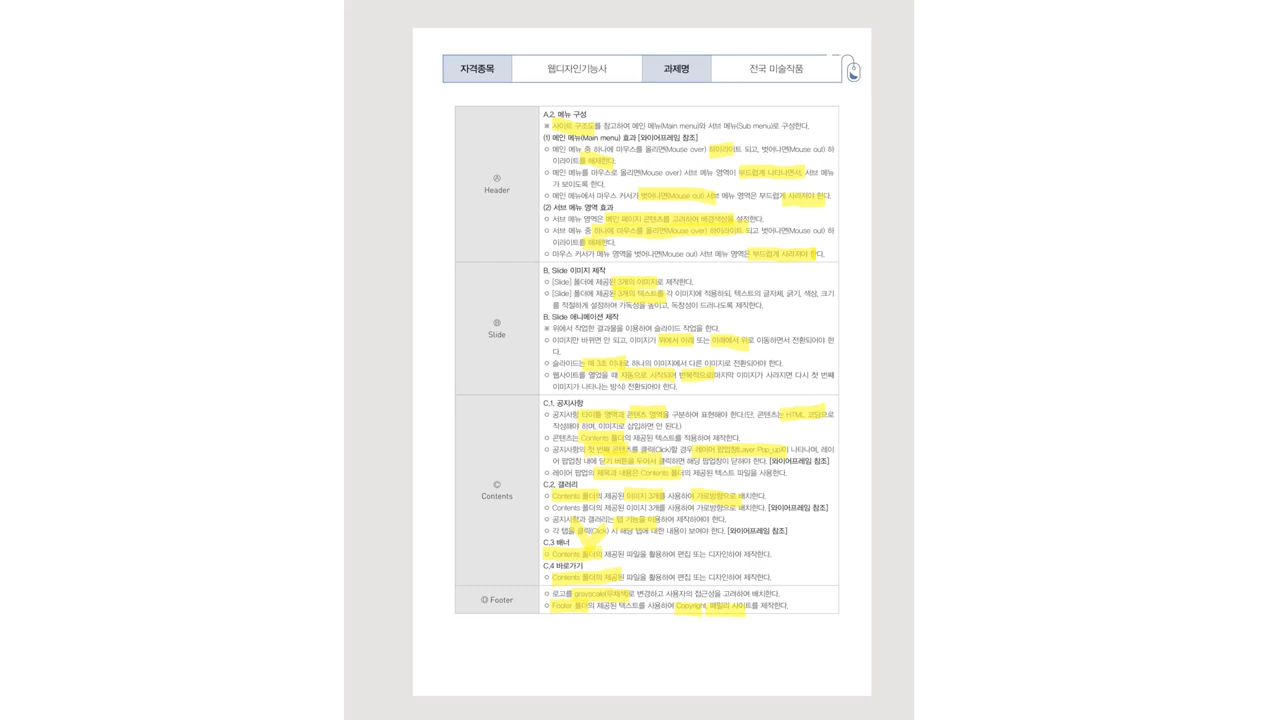 자격종목 웹디자인기능사 과제명 전국 미술작품
Ⓐ
Header
A.2. 메뉴 구성
※ 사이트 구조도를 참고하여 메인 메뉴(Main menu)와 서브 메뉴(Sub menu)로 구성한다.
(1) 메인 메뉴(Main menu) 효과 [와이어프레임 참조]
○ 메인 메뉴 중 하나에 마우스를 올리면(Mouse over) 하이라이트 되고, 벗어나면(Mouse out) 하
이라이트를 해제한다.
○ 메인 메뉴를 마우스로 올리면(Mouse over) 서브 메뉴 영역이 부드럽게 나타나면서, 서브 메뉴
가 보이도록 한다.
○ 메인 메뉴에서 마우스 커서가 벗어나면(Mouse out) 서브 메뉴 영역은 부드럽게 사라져야 한다.
(2) 서브 메뉴 영역 효과
○ 서브 메뉴 영역은 메인 페이지 콘텐츠를 고려하여 배경색상을 설정한다.
○ 서브 메뉴 중 하나에 마우스를 올리면(Mouse over) 하이라이트 되고 벗어나면(Mouse out) 하
이라이트를 해제한다.
○ 마우스 커서가 메뉴 영역을 벗어나면(Mouse out) 서브 메뉴 영역은 부드럽게 사라져야 한다.
Ⓑ
Slide
B. Slide 이미지 제작
○ [Slide] 폴더에 제공된 3개의 이미지로 제작한다.
○ [Slide] 폴더에 제공된 3개의 텍스트를 각 이미지에 적용하되, 텍스트의 글자체, 굵기, 색상, 크기
를 적절하게 설정하여 가독성을 높이고, 독창성이 드러나도록 제작한다.
B. Slide 애니메이션 제작
※ 위에서 작업한 결과물을 이용하여 슬라이드 작업을 한다.
○ 이미지만 바뀌면 안 되고, 이미지가 위에서 아래 또는 아래에서 위로 이동하면서 전환되어야 한
다.
○ 슬라이드는 매 3초 이내로 하나의 이미지에서 다른 이미지로 전환되어야 한다.
○ 웹사이트를 열었을 때 자동으로 시작되어 반복적으로(마지막 이미지가 사라지면 다시 첫 번째
이미지가 나타나는 방식) 전환되어야 한다.
Ⓒ
Contents
C.1. 공지사항
○ 공지사항 타이틀 영역과 콘텐츠 영역을 구분하여 표현해야 한다.(단, 콘텐츠는 HTML 코딩으로
작성해야 하며, 이미지로 삽입하면 안 된다.)
○ 콘텐츠는 Contents 폴더의 제공된 텍스트를 적용하여 제작한다.
○ 공지사항의 첫 번째 콘텐츠를 클릭(Click)할 경우 레이어 팝업창(Layer Pop_up)이 나타나며, 레이
어 팝업창 내에 닫기 버튼을 두어서 클릭하면 해당 팝업창이 닫혀야 한다. [와이어프레임 참조]
○ 레이어 팝업의 제목과 내용은 Contents 폴더의 제공된 텍스트 파일을 사용한다.
C.2. 갤러리
○ Contents 폴더의 제공된 이미지 3개를 사용하여 가로방향으로 배치한다.
○ Contents 폴더의 제공된 이미지 3개를 사용하여 가로방향으로 배치한다. [와이어프레임 참조]
○ 공지사항과 갤러리는 탭 기능을 이용하여 제작하여야 한다.
○ 각 탭을 클릭(Click) 시 해당 탭에 대한 내용이 보여야 한다. [와이어프레임 참조]
C.3 배너
○ Contents 폴더의 제공된 파일을 활용하여 편집 또는 디자인하여 제작한다.
C.4 바로가기
○ Contents 폴더의 제공된 파일을 활용하여 편집 또는 디자인하여 제작한다.
Ⓓ Footer
○ 로고를 grayscale(무채색)로 변경하고 사용자의 접근성을 고려하여 배치한다.
○ Footer 폴더의 제공된 텍스트를 사용하여 Copyright, 패밀리 사이트를 제작한다.